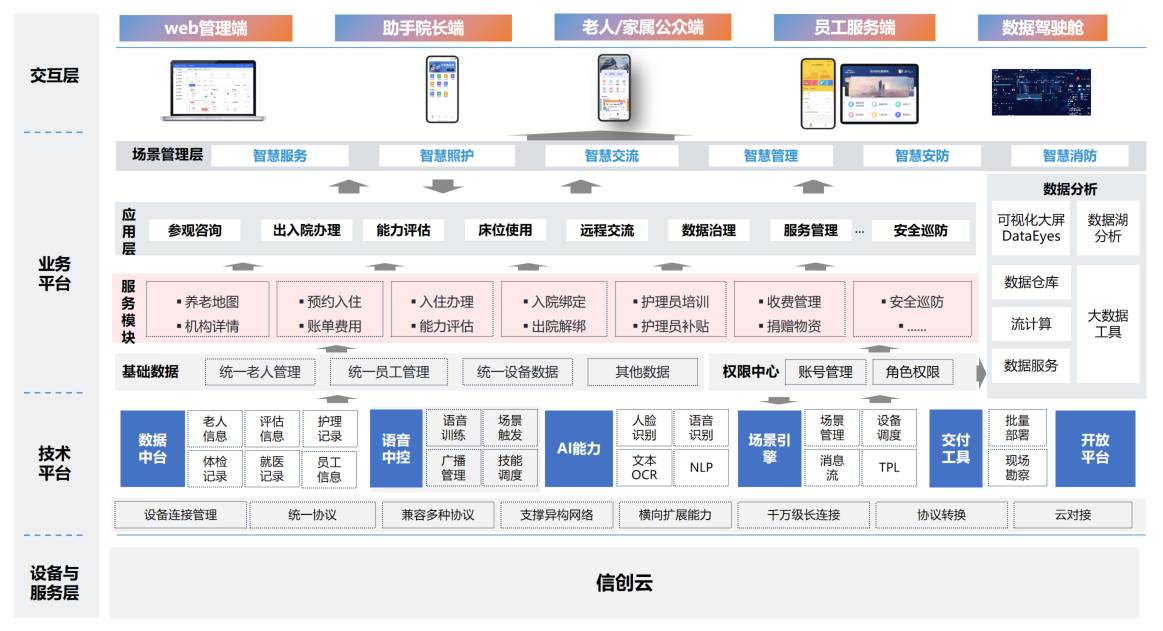 交互层
web管理端
助手院长端
老人/家属公众端
员工服务端
数据驾驶舱
场景管理层
智慧服务
智慧照护
智慧交流
智慧管理
智慧安防
智慧消防
业务
平台
应
用
层
参观咨询
出入院办理
能力评估
床位使用
远程交流
数据治理
服务管理
...
安全巡防
服
务
模
块
▪ 养老地图
▪ 机构详情
▪ 预约入住
▪ 账单费用
▪ 入住办理
▪ 能力评估
▪ 入院绑定
▪ 出院解绑
▪ 护理员培训
▪ 护理员补贴
▪ 收费管理
▪ 捐赠物资
▪ 安全巡防
▪ ......
基础数据
统一老人管理
统一员工管理
统一设备数据
其他数据
权限中心
账号管理
角色权限
数据分析
可视化大屏
DataEyes
数据湖
分析
数据仓库
流计算
数据服务
大数据
工具
技术
平台
数据
中台
老人
信息
评估
信息
护理
记录
体检
记录
就医
记录
员工
信息
语音
中控
语音
训练
场景
触发
广播
管理
技能
调度
AI能力
人脸
识别
语音
识别
文本
OCR
NLP
场景引
擎
场景
管理
设备
调度
消息
流
TPL
交付
工具
批量
部署
现场
勘察
开放
平台
设备连接管理
统一协议
兼容多种协议
支撑异构网络
横向扩展能力
千万级长连接
协议转换
云对接
设备与
服务层
信创云